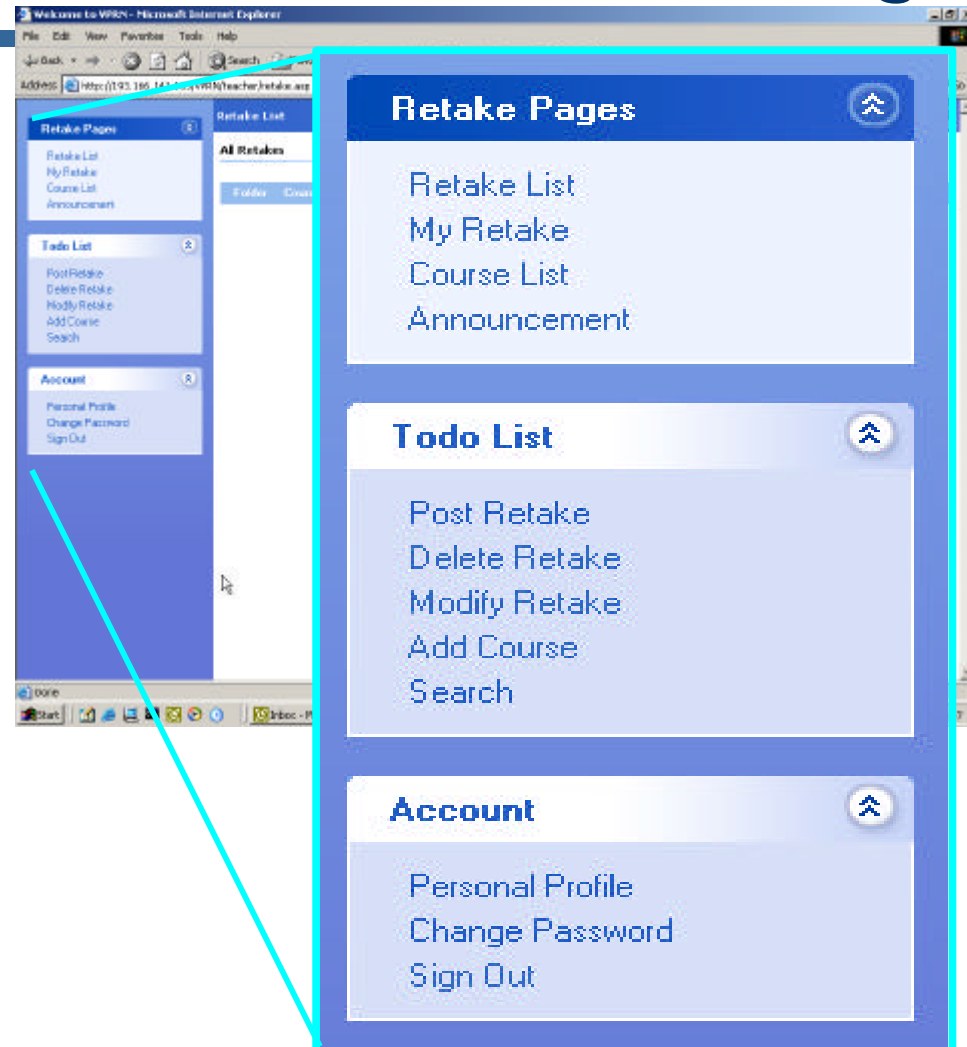 Welcome to VPRN - Microsoft Internet Explorer
File Edit View Favorites Tools Help
Back Search
Address
Retake Pages
Retake List
My Retake
Course List
Announcement
Todo List
Post Retake
Delete Retake
Modify Retake
Add Course
Search
Account
Personal Profile
Change Password
Sign Out
Retake List
All Retakes
Folder
Done
Start
Inbox -
Retake Pages
Retake List
My Retake
Course List
Announcement
Todo List
Post Retake
Delete Retake
Modify Retake
Add Course
Search
Account
Personal Profile
Change Password
Sign Out